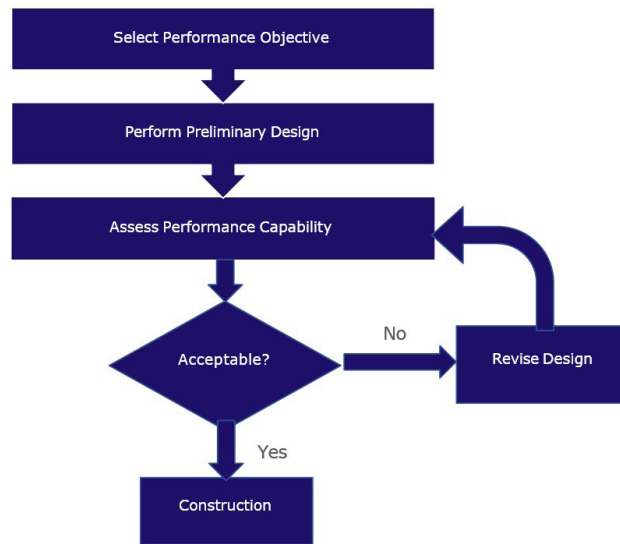 Select Performance Objective
Perform Preliminary Design
Assess Performance Capability
Acceptable?
No
Revise Design
Yes
Construction